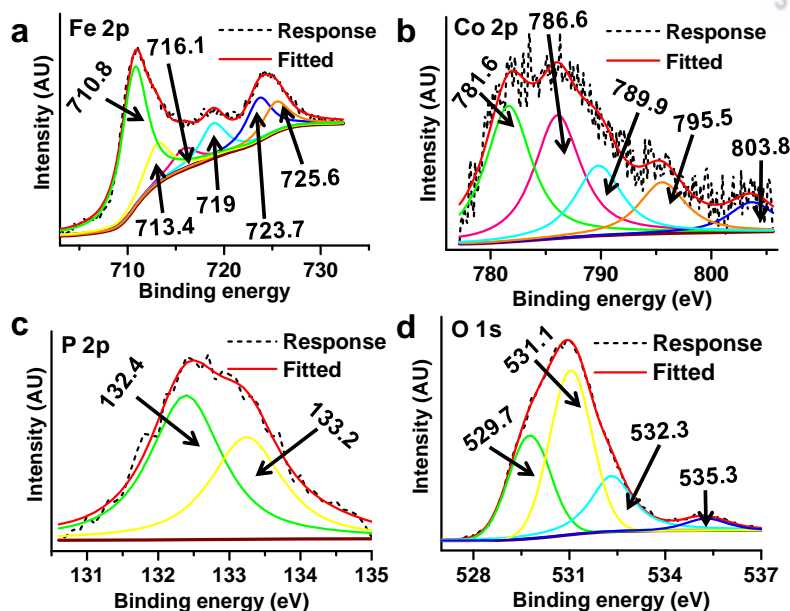 a
Fe 2p
Response
Fitted
710.8
716.1
713.4
719
723.7
725.6
Intensity (AU)
710
720
730
Binding energy
b
Co 2p
781.6
786.6
789.9
795.5
803.8
Response
Fitted
Intensity (AU)
780
790
800
Binding energy (eV)
c
P 2p
Response
Fitted
132.4
133.2
Intensity (AU)
131
132
133
134
135
Binding energy (eV)
d
O 1s
Response
Fitted
529.7
531.1
532.3
535.3
Intensity (AU)
528
531
534
537
Binding energy (eV)